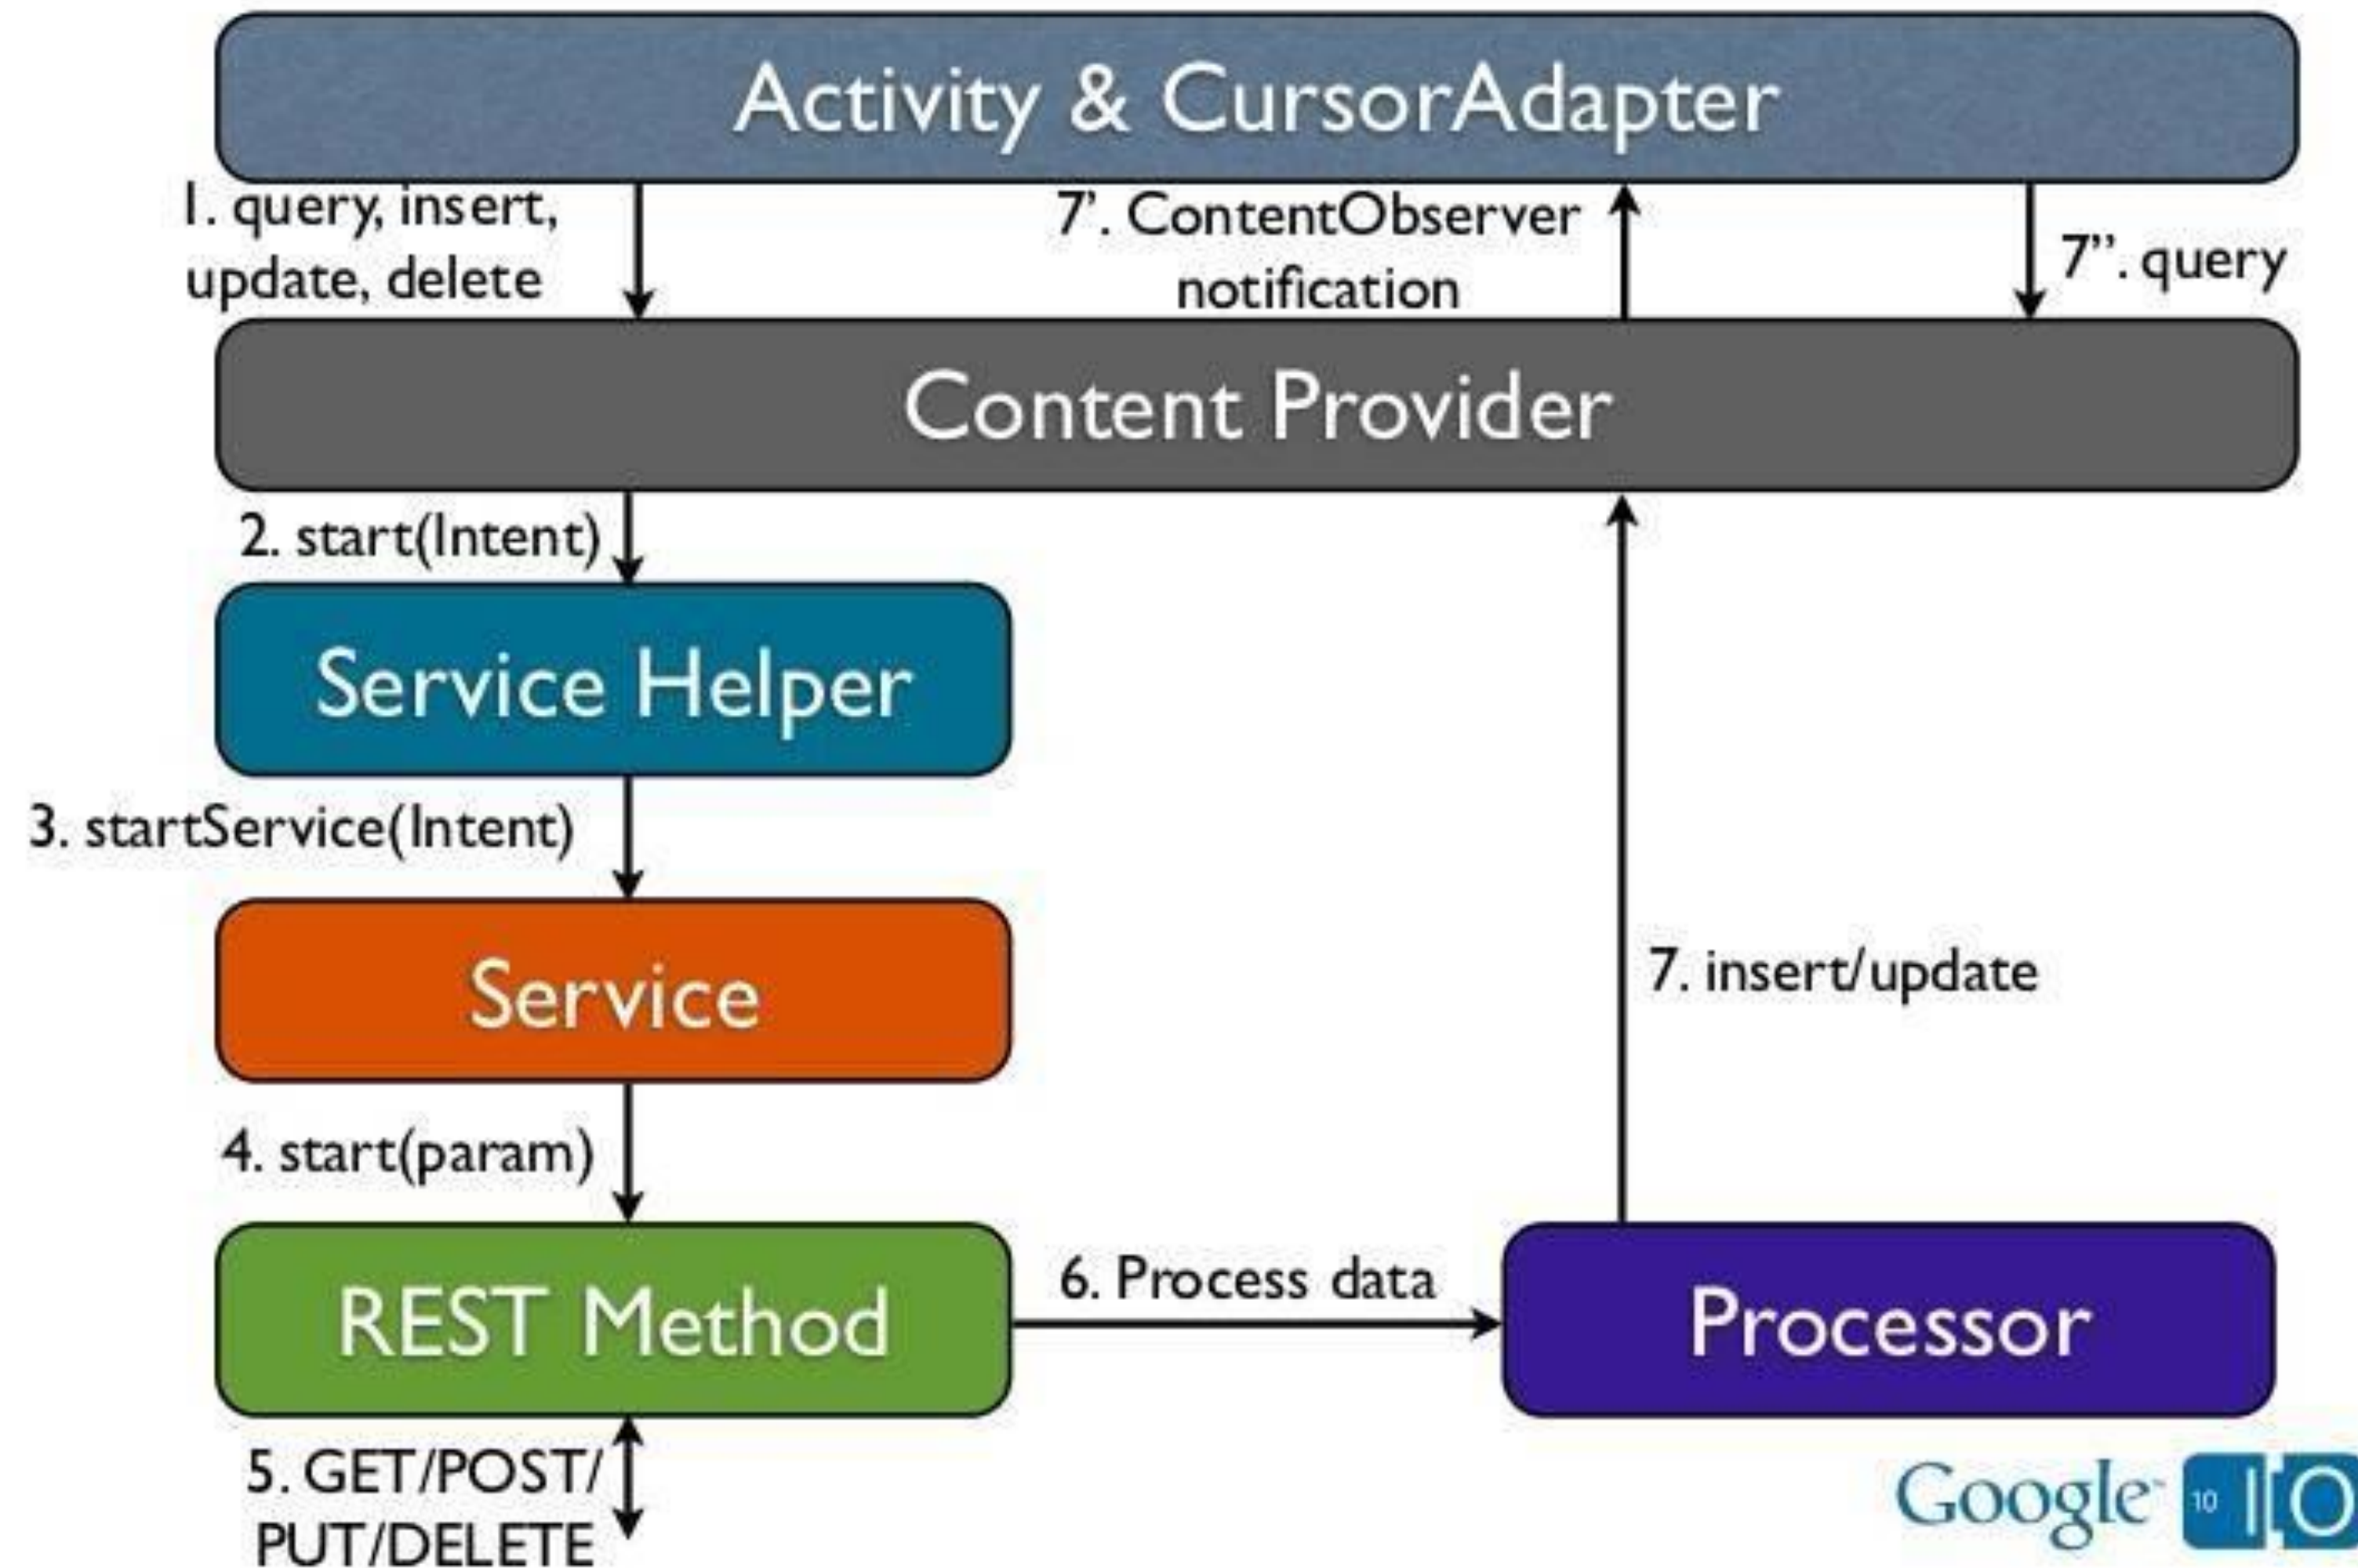 Activity & CursorAdapter
1. query, insert,
update, delete
7’. ContentObserver
notification
7”. query
Content Provider
2. start(Intent)
Service Helper
3. startService(Intent)
Service
7. insert/update
4. start(param)
REST Method
6. Process data
Processor
5. GET/POST/
PUT/DELETE
Google™ 10 IO